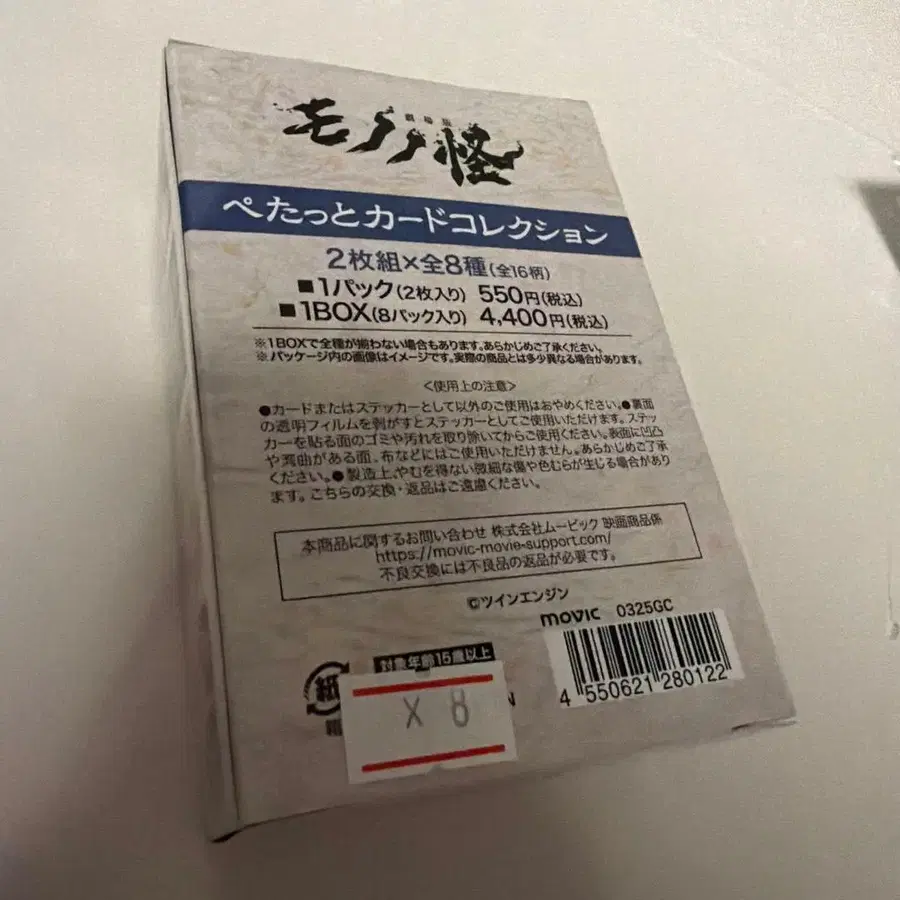 劇場版
モノノ怪
ぺたっとカードコレクション
2枚組×全8種(全16柄)
■1パック(2枚入り) 550円(税込)
■1BOX(8パック入り) 4,400円(税込)
※1BOXで全種が揃わない場合もあります。あらかじめご了承ください。
※パッケージ内の画像はイメージです。実際の商品とは多少異なる場合があります。
<使用上の注意>
●カードまたはステッカーとして以外のご使用はおやめください。●裏面
の透明フィルムを剥がすとステッカーとしてご使用いただけます。ステッ
カーを貼る面のゴミや汚れを取り除いてからご使用ください。表面に凹凸
や湾曲がある面、布などにはご使用いただけません。あらかじめご了承
ください。●製造上、やむを得ない微細な傷や色むらが生じる場合があり
ます。こちらの交換・返品はご遠慮ください。
本商品に関するお問い合わせ 株式会社ムービック 映画商品係
https://movic-movie-support.com/
不良交換には不良品の返品が必要です。
©ツインエンジン
movic 0325GC
対象年齢15歳以上
紙
箱
N
X 8
4 550621 280122